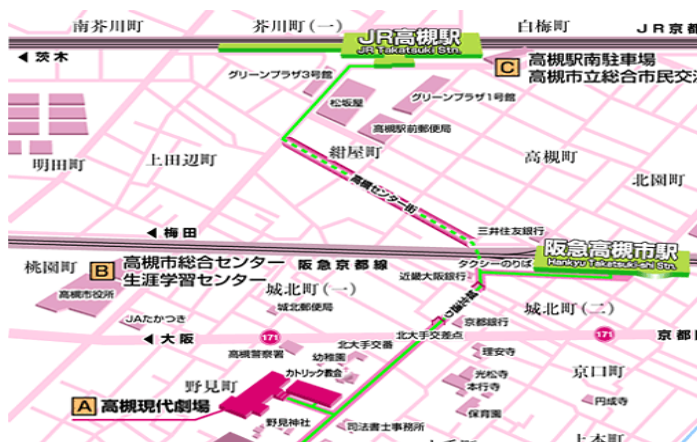 南芥川町
芥川町(一)
白梅町
JR京都
JR高槻駅
JR Takatsuki Stn.
茨木
C
高槻駅南駐車場
高槻市立総合市民交流
グリーンプラザ3号館
松坂屋
グリーンプラザ1号館
高槻駅前郵便局
明田町
上田辺町
紺屋町
高槻町
北園町
高槻センター街
梅田
三井住友銀行
阪急高槻市駅
Hankyu Takatsuki-shi Stn.
桃園町
B
高槻市総合センター
生涯学習センター
阪急京都線
タクシーのりば
近畿大阪銀行
高槻市役所
城北町(一)
城北郵便局
城北通り
城北町(二)
JAたかつき
大阪
171
北大手交番
北大手交差点
京都銀行
171
京都
高槻警察署
幼稚園
理安寺
野見町
カトリック教会
光松寺
本行寺
京口町
A
高槻現代劇場
保育園
円成寺
野見神社
司法書士事務所
上本町